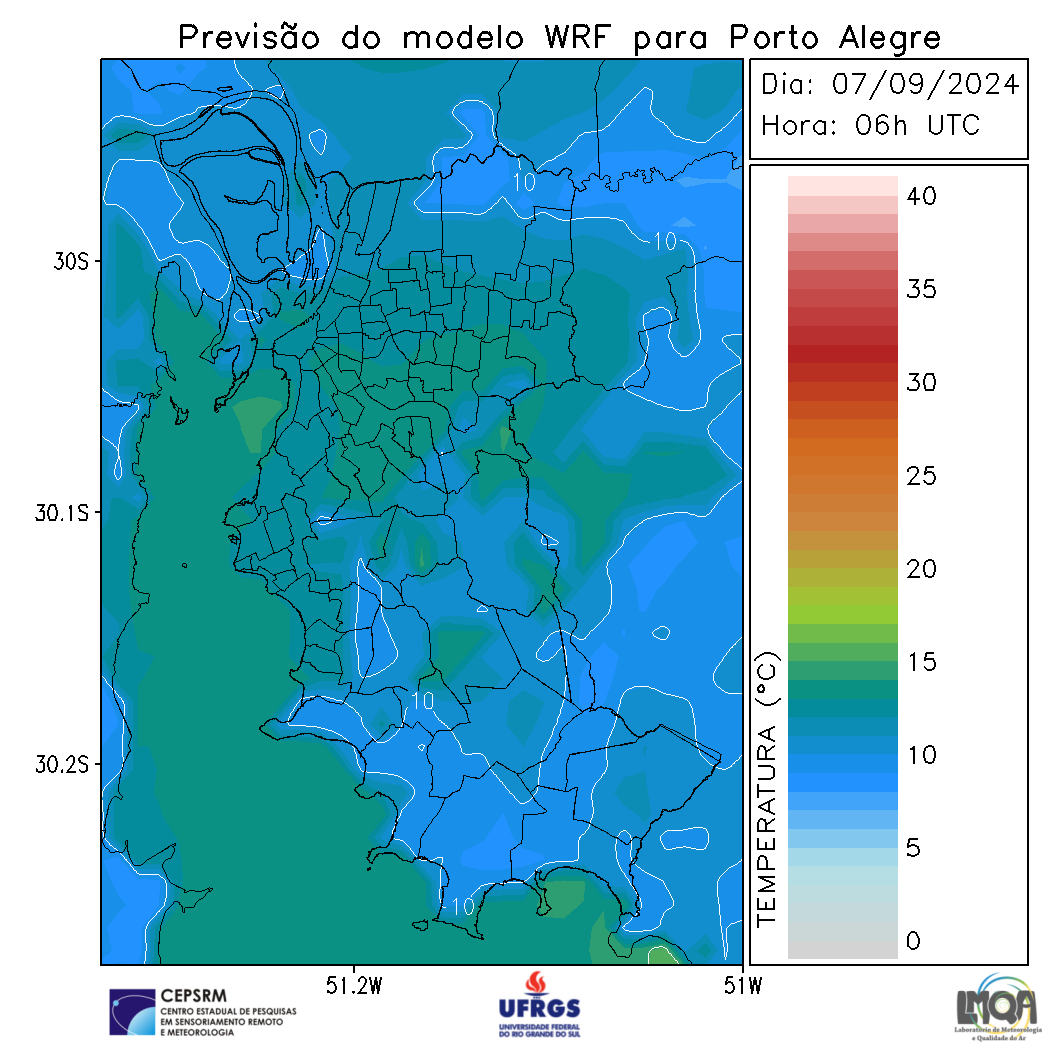 Previsão do modelo WRF para Porto Alegre
Dia: 07/09/2024
Hora: 06h UTC
40
35
30
25
20
15
10
5
0
TEMPERATURA (°C)
30S
30.1S
30.2S
51.2W
51W
10
10
10
10
CEPSRM
CENTRO ESTADUAL DE PESQUISAS
EM SENSORIAMENTO REMOTO
E METEOROLOGIA
UFRGS
UNIVERSIDADE FEDERAL
DO RIO GRANDE DO SUL
LMQA
Laboratório de Meteorologia
e Qualidade do Ar